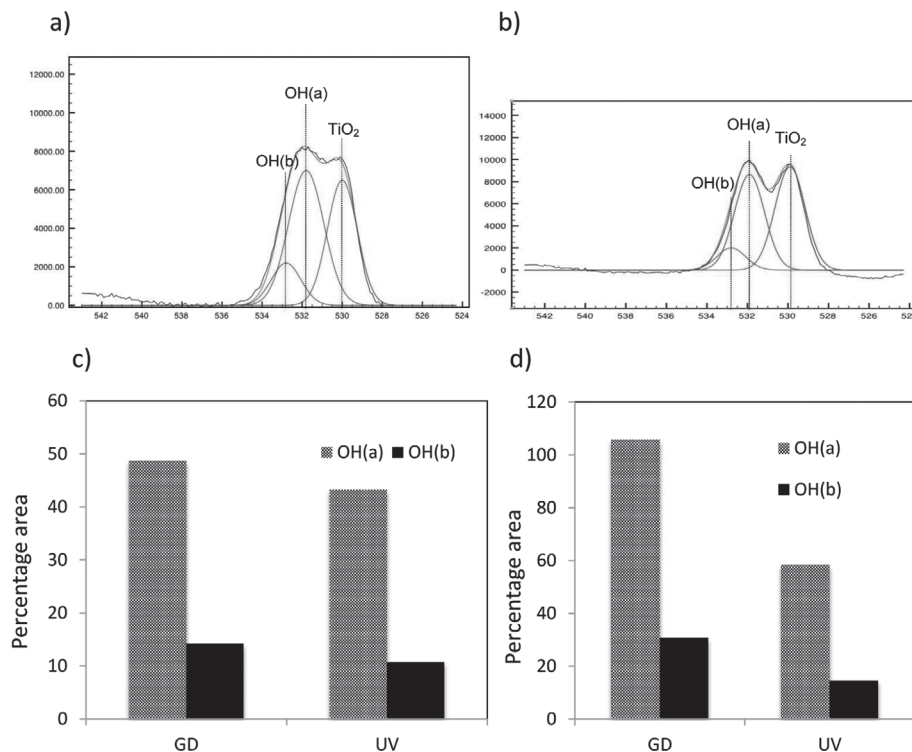 a)
12000.00
10000.00
8000.00
6000.00
4000.00
2000.00
0.00
OH(a)
TiO2
OH(b)
542 540 538 536 534 532 530 528 526 524
b)
14000
12000
10000
8000
6000
4000
2000
0
-2000
OH(a)
TiO2
OH(b)
542 540 538 536 534 532 530 528 526 52
c)
Percentage area
60
50
40
30
20
10
0
OH(a) OH(b)
GD UV
d)
Percentage area
120
100
80
60
40
20
0
OH(a)
OH(b)
GD UV